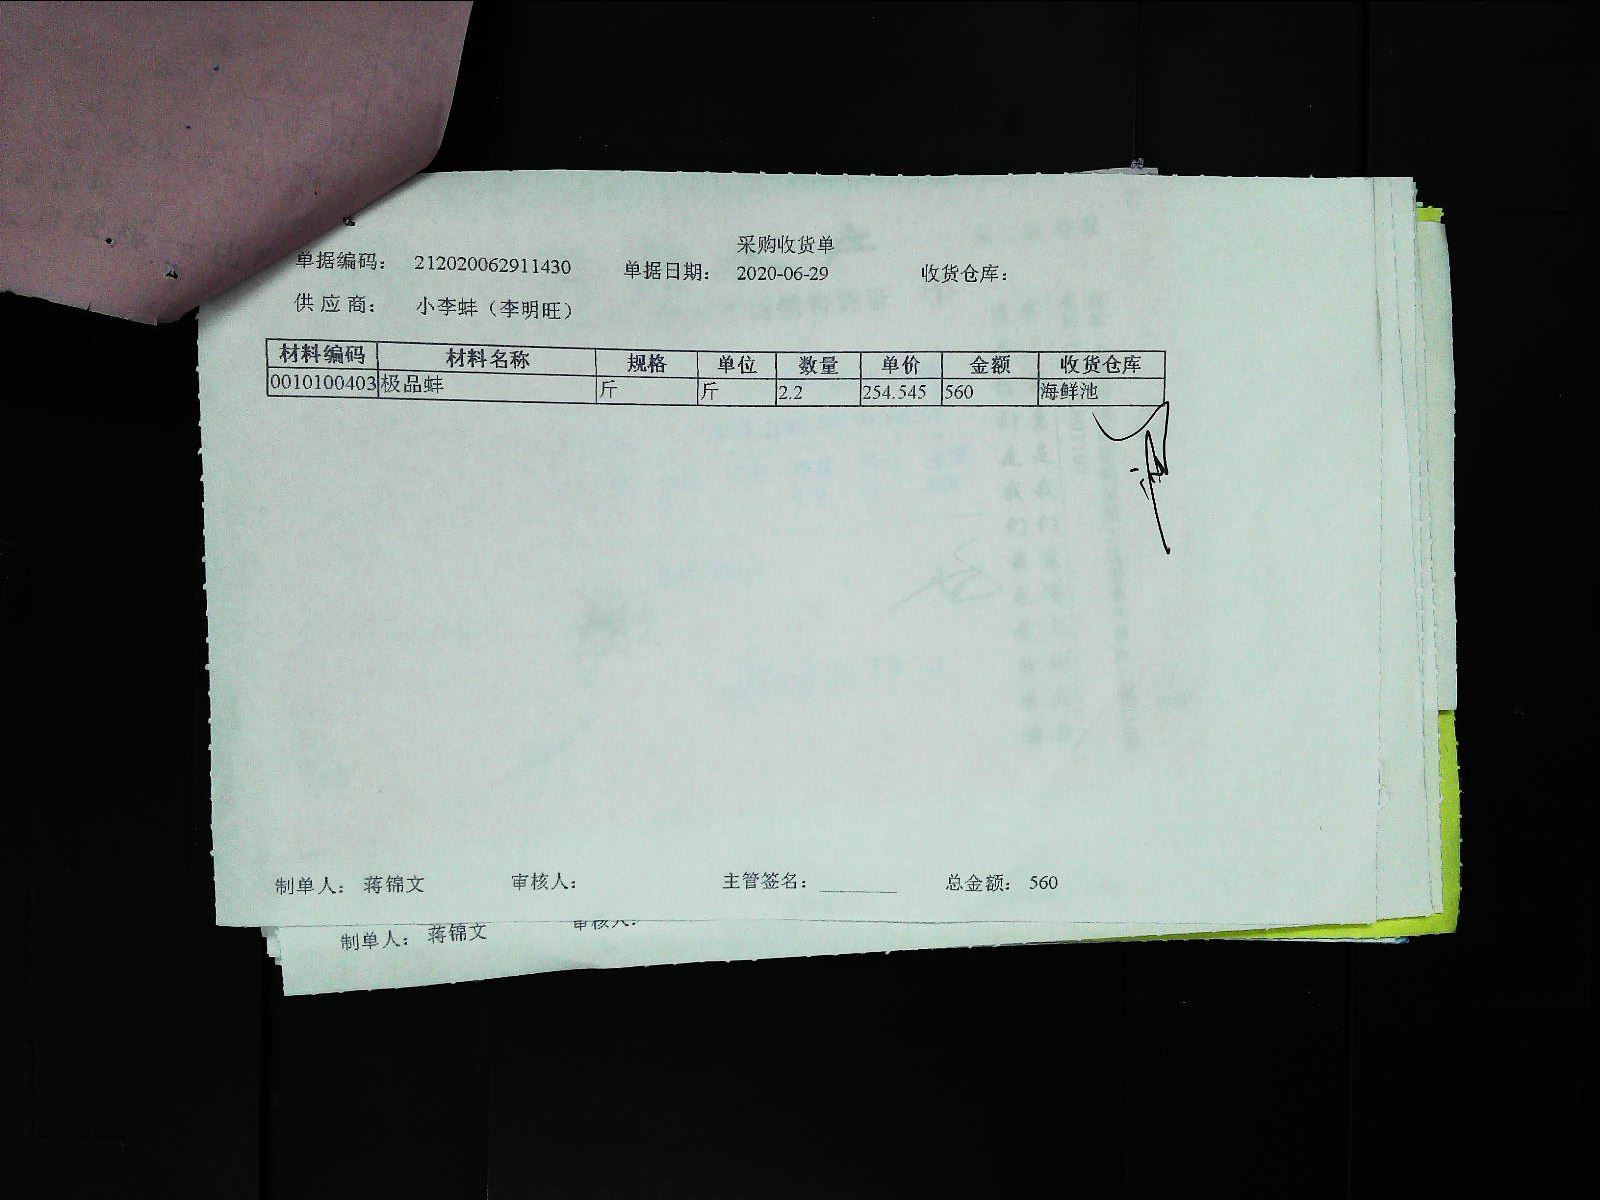 采购收货单
单据编码： 212020062911430 单据日期： 2020-06-29 收货仓库：
供应商： 小李蚌（李明旺）
材料编码 材料名称 规格 单位 数量 单价 金额 收货仓库
0010100403 极品蚌 斤 斤 2.2 254.545 560 海鲜池
制单人： 蒋锦文 审核人： 主管签名：________ 总金额： 560
制单人： 蒋锦文 审核人：